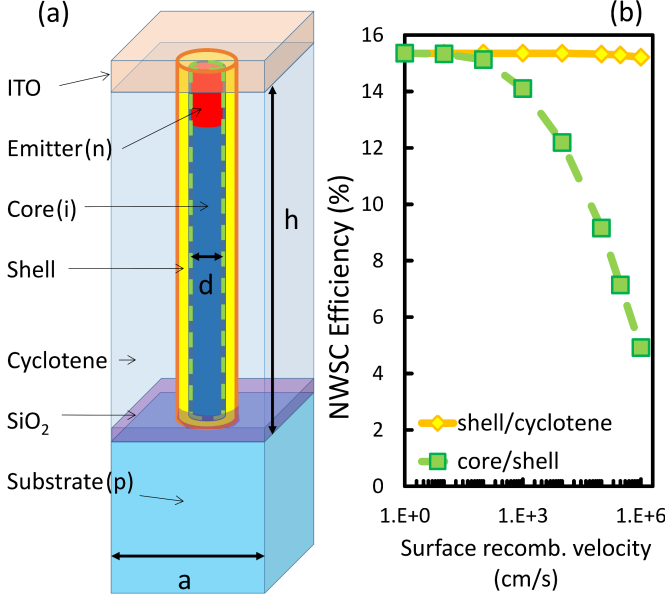 (a)
ITO
Emitter(n)
Core(i)
Shell
Cyclotene
SiO2
Substrate(p)
h
d
a
(b)
NWSC Efficiency (%)
16
14
12
10
8
6
4
2
0
shell/cyclotene
core/shell
1.E+0 1.E+3 1.E+6
Surface recomb. velocity
(cm/s)